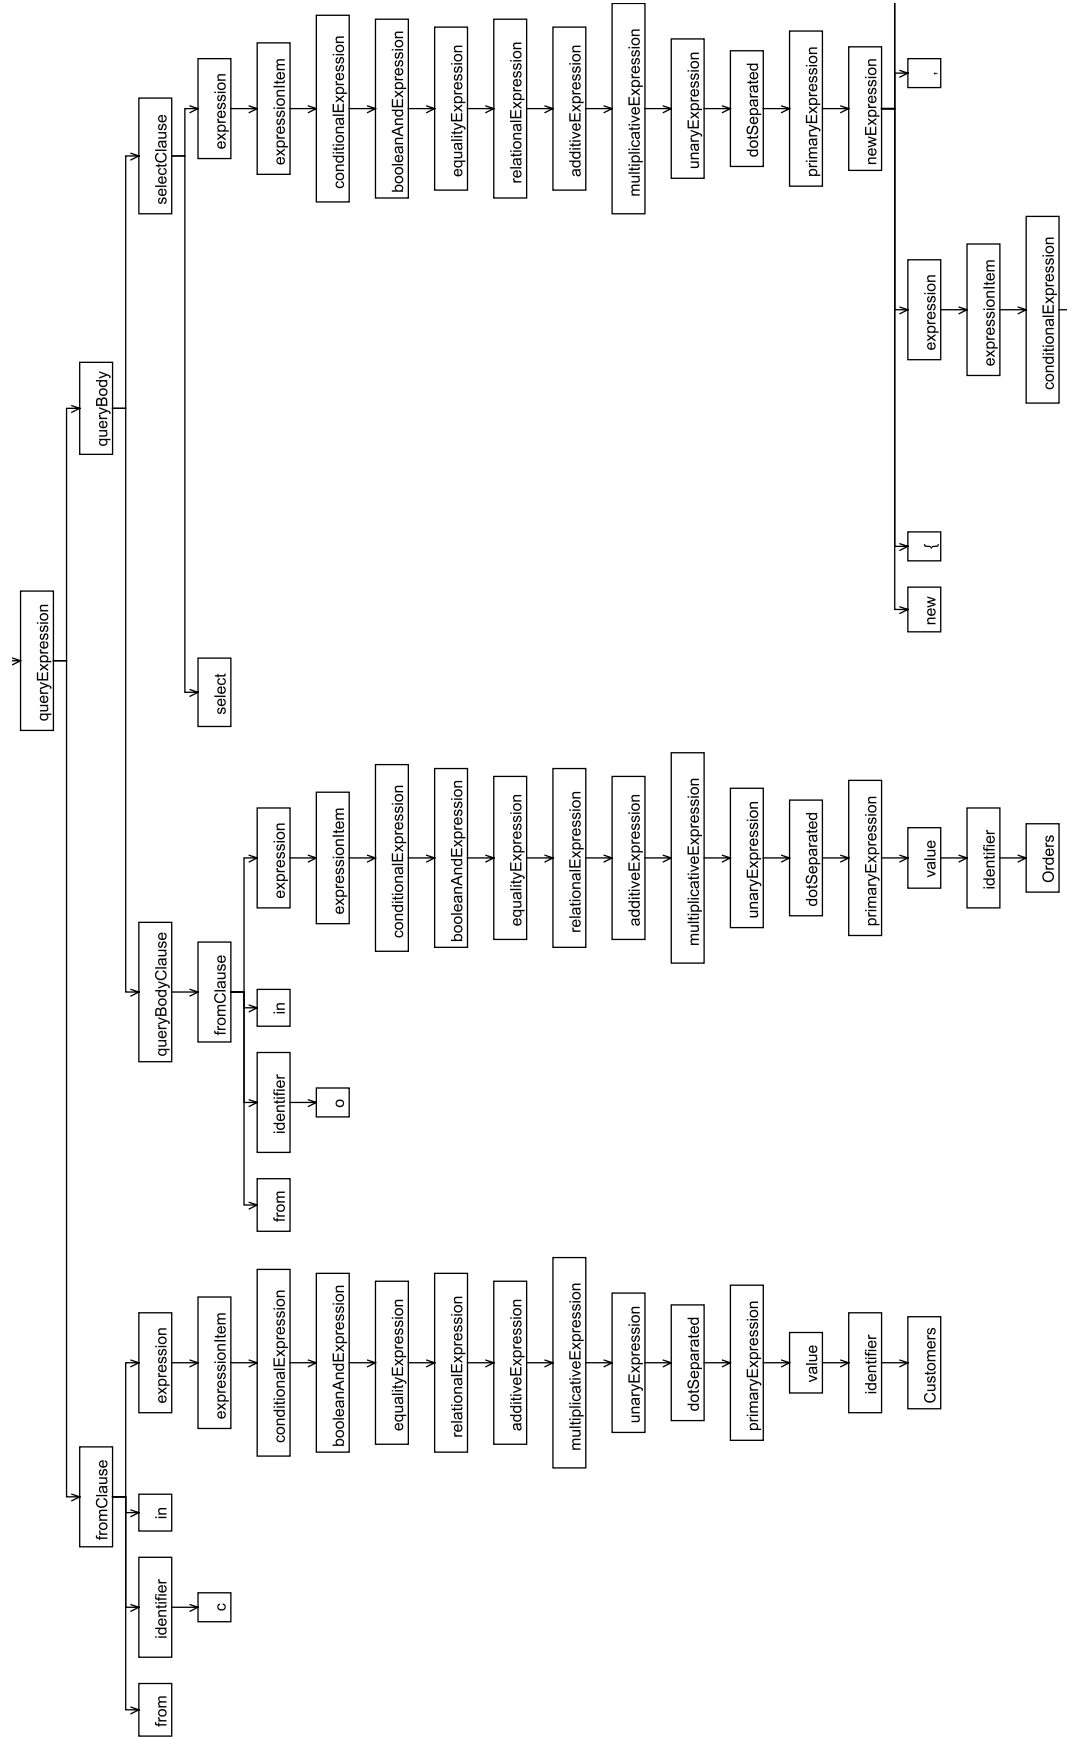 queryExpression
fromClause
queryBody
from
identifier
in
expression
queryBodyClause
selectClause
c
expressionItem
fromClause
select
expression
conditionalExpression
from
identifier
in
expression
expressionItem
booleanAndExpression
o
expressionItem
conditionalExpression
equalityExpression
conditionalExpression
booleanAndExpression
relationalExpression
booleanAndExpression
equalityExpression
additiveExpression
equalityExpression
relationalExpression
multiplicativeExpression
relationalExpression
additiveExpression
unaryExpression
additiveExpression
multiplicativeExpression
dotSeparated
multiplicativeExpression
unaryExpression
primaryExpression
unaryExpression
dotSeparated
value
dotSeparated
primaryExpression
identifier
primaryExpression
newExpression
Customers
value
new
{
expression
,
identifier
expressionItem
Orders
conditionalExpression